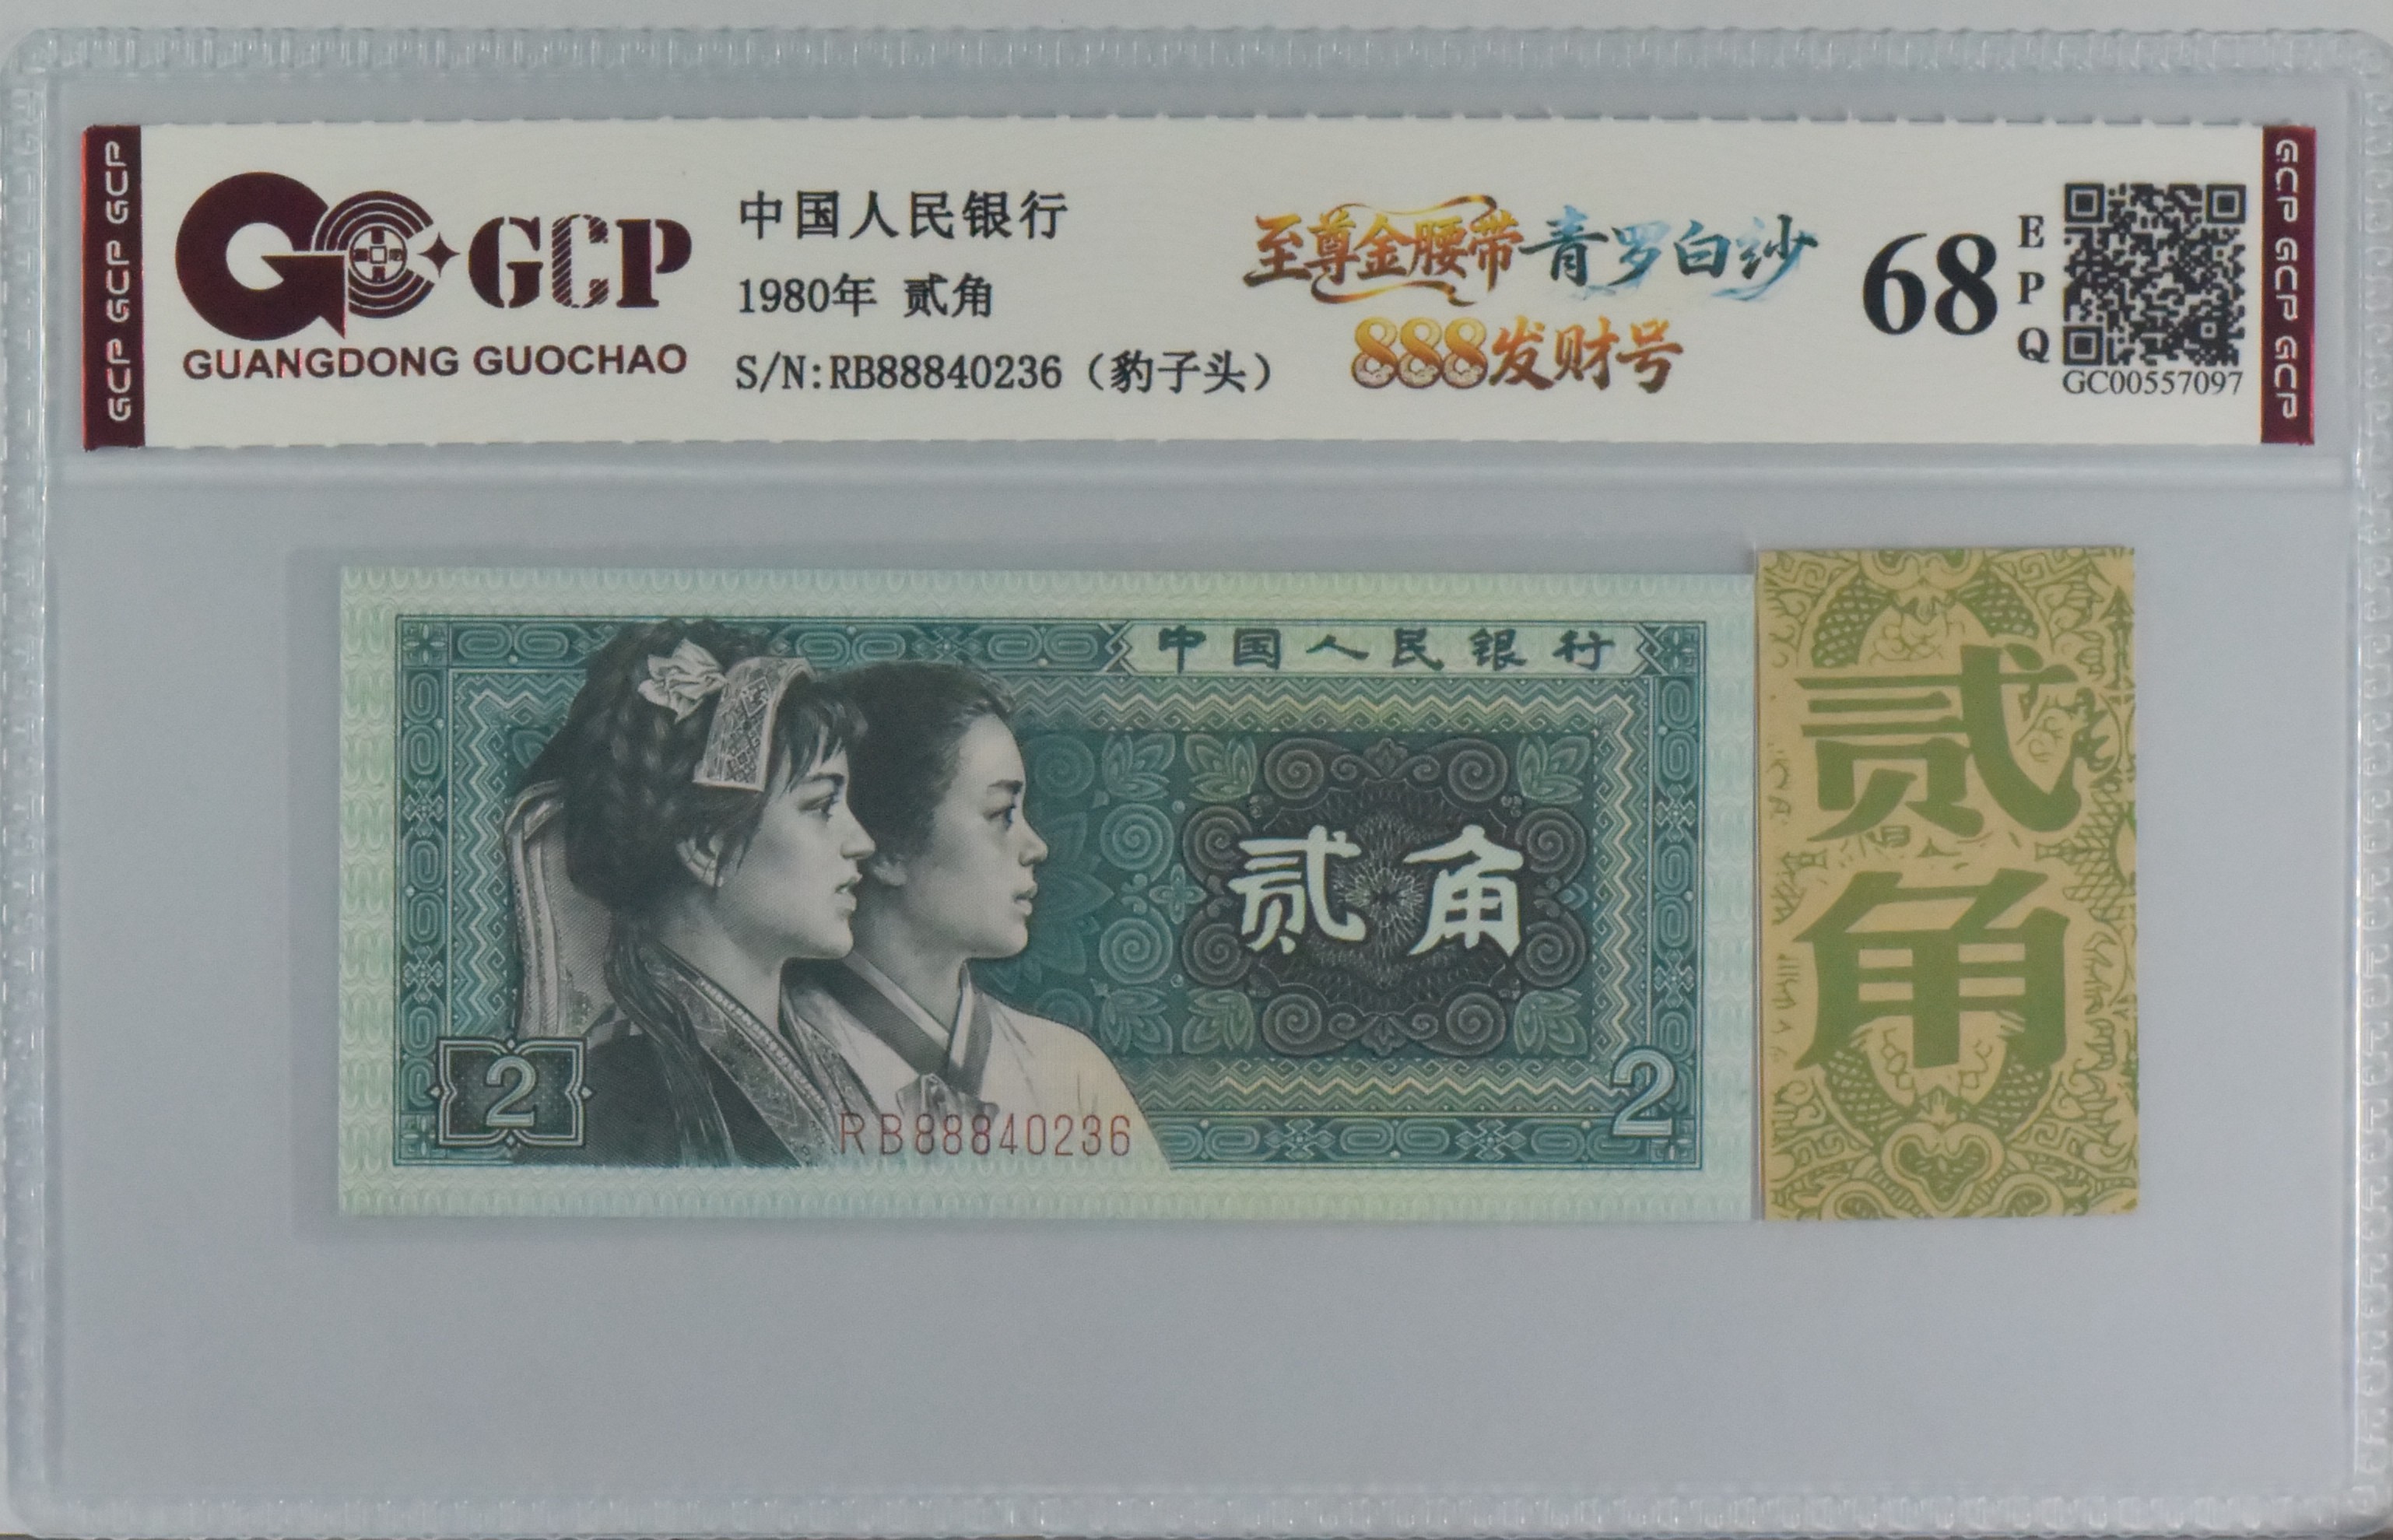 GCP GCP GCP
GCP
GUANGDONG GUOCHAO
中国人民银行
1980年 贰角
S/N:RB88840236（豹子头）
至尊金腰带青罗白纱
888发财号
68
EPQ
GC00557097
GCP GCP GCP
中国人民银行
贰角
2
RB88840236
2
贰角